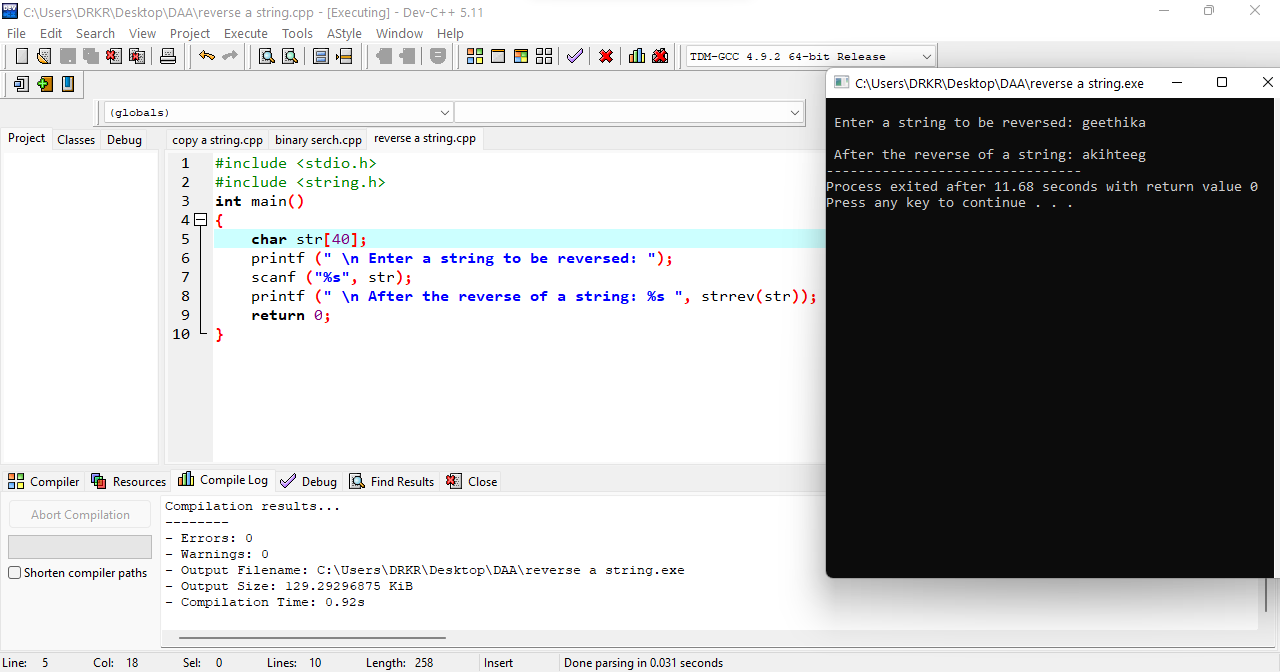 C:\Users\DRKR\Desktop\DAA\reverse a string.cpp - [Executing] - Dev-C++ 5.11
File Edit Search View Project Execute Tools AStyle Window Help
TDM-GCC 4.9.2 64-bit Release
(globals)
Project Classes Debug
copy a string.cpp binary serch.cpp reverse a string.cpp
1 #include <stdio.h>
2 #include <string.h>
3 int main()
4 {
5 char str[40];
6 printf (" \n Enter a string to be reversed: ");
7 scanf ("%s", str);
8 printf (" \n After the reverse of a string: %s ", strrev(str));
9 return 0;
10 }
C:\Users\DRKR\Desktop\DAA\reverse a string.exe
Enter a string to be reversed: geethika
After the reverse of a string: akihteeg
--------------------------------
Process exited after 11.68 seconds with return value 0
Press any key to continue . . .
Compiler Resources Compile Log Debug Find Results Close
Abort Compilation
Shorten compiler paths
Compilation results...
--------
- Errors: 0
- Warnings: 0
- Output Filename: C:\Users\DRKR\Desktop\DAA\reverse a string.exe
- Output Size: 129.29296875 KiB
- Compilation Time: 0.92s
Line: 5 Col: 18 Sel: 0 Lines: 10 Length: 258 Insert Done parsing in 0.031 seconds